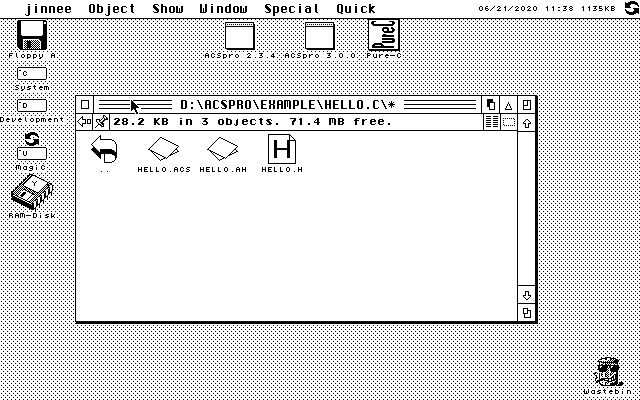 jinnee Object Show Window Special Quick 06/21/2020 11:38 1135KB
Floppy A
ACSpro 2.3.4 ACSpro 3.0.0 Pure-C
PureC
C
System
D
Development
U
MagiC
Y
RAM-Disk
D:\ACSPRO\EXAMPLE\HELLO.C\*
28.2 KB in 3 objects. 71.4 MB free.
.. HELLO.ACS HELLO.AH HELLO.H
H
Wastebin